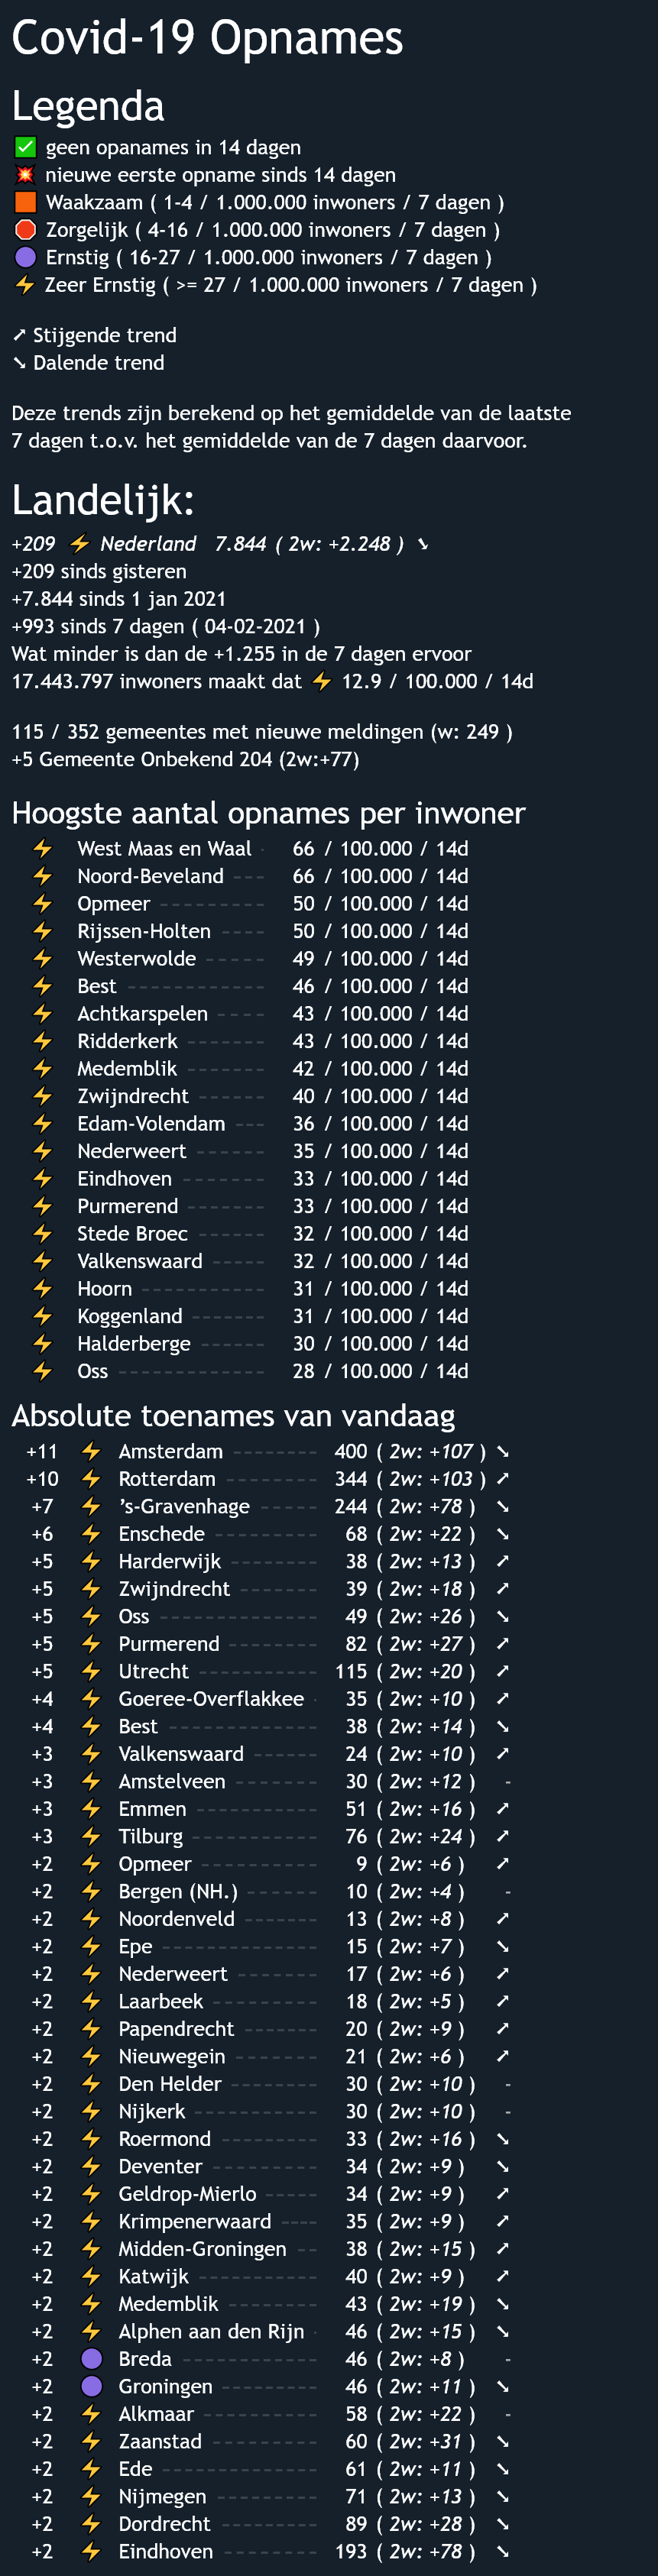 Covid-19 Opnames
Legenda
✅ geen opanames in 14 dagen
💥 nieuwe eerste opname sinds 14 dagen
🟧 Waakzaam ( 1-4 / 1.000.000 inwoners / 7 dagen )
🛑 Zorgelijk ( 4-16 / 1.000.000 inwoners / 7 dagen )
🟣 Ernstig ( 16-27 / 1.000.000 inwoners / 7 dagen )
⚡ Zeer Ernstig ( >= 27 / 1.000.000 inwoners / 7 dagen )
➚ Stijgende trend
➘ Dalende trend
Deze trends zijn berekend op het gemiddelde van de laatste
7 dagen t.o.v. het gemiddelde van de 7 dagen daarvoor.
Landelijk:
+209 ⚡ Nederland 7.844 ( 2w: +2.248 ) ➘
+209 sinds gisteren
+7.844 sinds 1 jan 2021
+993 sinds 7 dagen ( 04-02-2021 )
Wat minder is dan de +1.255 in de 7 dagen ervoor
17.443.797 inwoners maakt dat ⚡ 12.9 / 100.000 / 14d
115 / 352 gemeentes met nieuwe meldingen (w: 249 )
+5 Gemeente Onbekend 204 (2w:+77)
Hoogste aantal opnames per inwoner
⚡ West Maas en Waal - 66 / 100.000 / 14d
⚡ Noord-Beveland --- 66 / 100.000 / 14d
⚡ Opmeer --------- 50 / 100.000 / 14d
⚡ Rijssen-Holten ---- 50 / 100.000 / 14d
⚡ Westerwolde ----- 49 / 100.000 / 14d
⚡ Best ------------ 46 / 100.000 / 14d
⚡ Achtkarspelen ---- 43 / 100.000 / 14d
⚡ Ridderkerk ------- 43 / 100.000 / 14d
⚡ Medemblik ------- 42 / 100.000 / 14d
⚡ Zwijndrecht ------ 40 / 100.000 / 14d
⚡ Edam-Volendam --- 36 / 100.000 / 14d
⚡ Nederweert ------ 35 / 100.000 / 14d
⚡ Eindhoven ------- 33 / 100.000 / 14d
⚡ Purmerend ------- 33 / 100.000 / 14d
⚡ Stede Broec ------ 32 / 100.000 / 14d
⚡ Valkenswaard ----- 32 / 100.000 / 14d
⚡ Hoorn ----------- 31 / 100.000 / 14d
⚡ Koggenland ------- 31 / 100.000 / 14d
⚡ Halderberge ------ 30 / 100.000 / 14d
⚡ Oss ------------- 28 / 100.000 / 14d
Absolute toenames van vandaag
+11 ⚡ Amsterdam -------- 400 ( 2w: +107 ) ➘
+10 ⚡ Rotterdam -------- 344 ( 2w: +103 ) ➚
+7 ⚡ ’s-Gravenhage ------ 244 ( 2w: +78 ) ➘
+6 ⚡ Enschede --------- 68 ( 2w: +22 ) ➘
+5 ⚡ Harderwijk -------- 38 ( 2w: +13 ) ➚
+5 ⚡ Zwijndrecht ------- 39 ( 2w: +18 ) ➚
+5 ⚡ Oss -------------- 49 ( 2w: +26 ) ➘
+5 ⚡ Purmerend -------- 82 ( 2w: +27 ) ➚
+5 ⚡ Utrecht ----------- 115 ( 2w: +20 ) ➚
+4 ⚡ Goeree-Overflakkee - 35 ( 2w: +10 ) ➚
+4 ⚡ Best ------------- 38 ( 2w: +14 ) ➘
+3 ⚡ Valkenswaard ------ 24 ( 2w: +10 ) ➚
+3 ⚡ Amstelveen -------- 30 ( 2w: +12 ) -
+3 ⚡ Emmen ----------- 51 ( 2w: +16 ) ➚
+3 ⚡ Tilburg ----------- 76 ( 2w: +24 ) ➚
+2 ⚡ Opmeer ---------- 9 ( 2w: +6 ) ➚
+2 ⚡ Bergen (NH.) ------ 10 ( 2w: +4 ) -
+2 ⚡ Noordenveld ------- 13 ( 2w: +8 ) ➚
+2 ⚡ Epe -------------- 15 ( 2w: +7 ) ➘
+2 ⚡ Nederweert ------- 17 ( 2w: +6 ) ➚
+2 ⚡ Laarbeek --------- 18 ( 2w: +5 ) ➚
+2 ⚡ Papendrecht ------- 20 ( 2w: +9 ) ➚
+2 ⚡ Nieuwegein -------- 21 ( 2w: +6 ) ➚
+2 ⚡ Den Helder -------- 30 ( 2w: +10 ) -
+2 ⚡ Nijkerk ----------- 30 ( 2w: +10 ) -
+2 ⚡ Roermond --------- 33 ( 2w: +16 ) ➘
+2 ⚡ Deventer --------- 34 ( 2w: +9 ) ➘
+2 ⚡ Geldrop-Mierlo ----- 34 ( 2w: +9 ) ➚
+2 ⚡ Krimpenerwaard ---- 35 ( 2w: +9 ) ➚
+2 ⚡ Midden-Groningen -- 38 ( 2w: +15 ) ➚
+2 ⚡ Katwijk ----------- 40 ( 2w: +9 ) ➚
+2 ⚡ Medemblik -------- 43 ( 2w: +19 ) ➘
+2 ⚡ Alphen aan den Rijn - 46 ( 2w: +15 ) ➘
+2 🟣 Breda ------------ 46 ( 2w: +8 ) -
+2 🟣 Groningen -------- 46 ( 2w: +11 ) ➘
+2 ⚡ Alkmaar ---------- 58 ( 2w: +22 ) -
+2 ⚡ Zaanstad --------- 60 ( 2w: +31 ) ➘
+2 ⚡ Ede -------------- 61 ( 2w: +11 ) ➘
+2 ⚡ Nijmegen --------- 71 ( 2w: +13 ) ➘
+2 ⚡ Dordrecht --------- 89 ( 2w: +28 ) ➘
+2 ⚡ Eindhoven -------- 193 ( 2w: +78 ) ➘